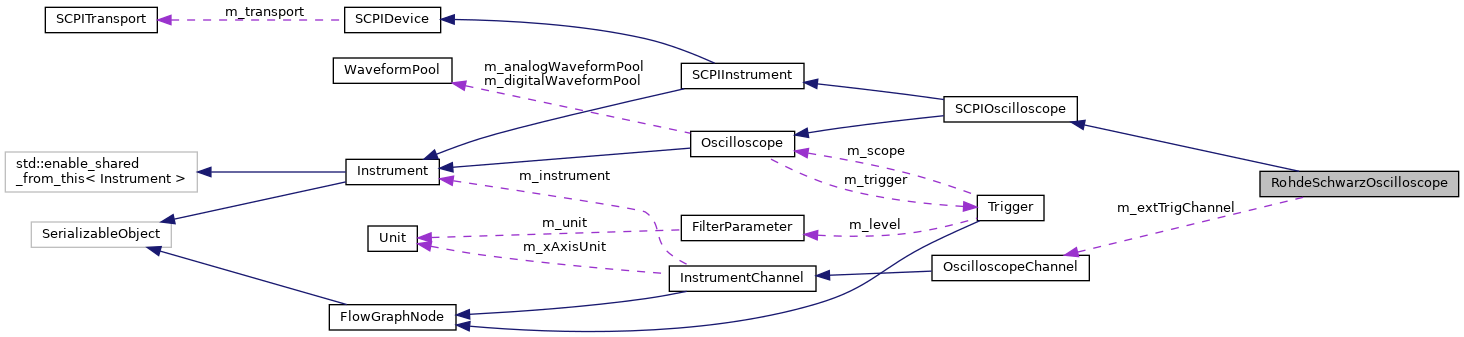 SCPITransport
m_transport
SCPIDevice
WaveformPool
m_analogWaveformPool
m_digitalWaveformPool
SCPIInstrument
SCPIOscilloscope
Oscilloscope
std::enable_shared
_from_this< Instrument >
Instrument
m_scope
m_trigger
m_instrument
RohdeSchwarzOscilloscope
Trigger
m_extTrigChannel
SerializableObject
Unit
m_unit
m_xAxisUnit
FilterParameter
m_level
InstrumentChannel
OscilloscopeChannel
FlowGraphNode